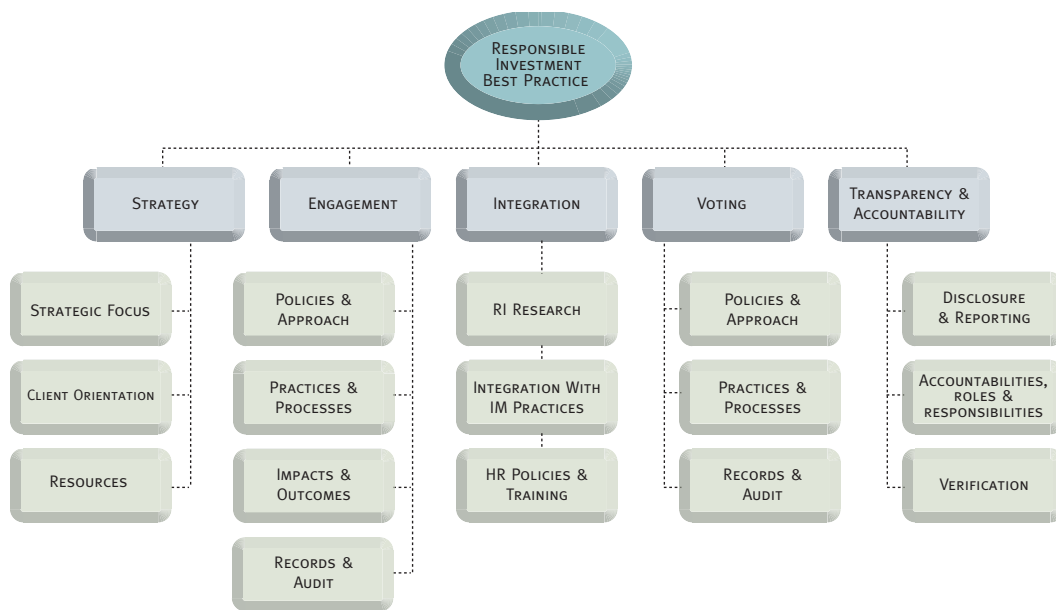 Responsible
Investment
Best Practice
Strategy
Engagement
Integration
Voting
Transparency &
Accountability
Strategic Focus
Client Orientation
Resources
Policies &
Approach
Practices &
Processes
Impacts &
Outcomes
Records &
Audit
RI Research
Integration With
IM Practices
HR Policies &
Training
Policies &
Approach
Practices &
Processes
Records &
Audit
Disclosure
& Reporting
Accountabilities,
roles &
responsibilities
Verification